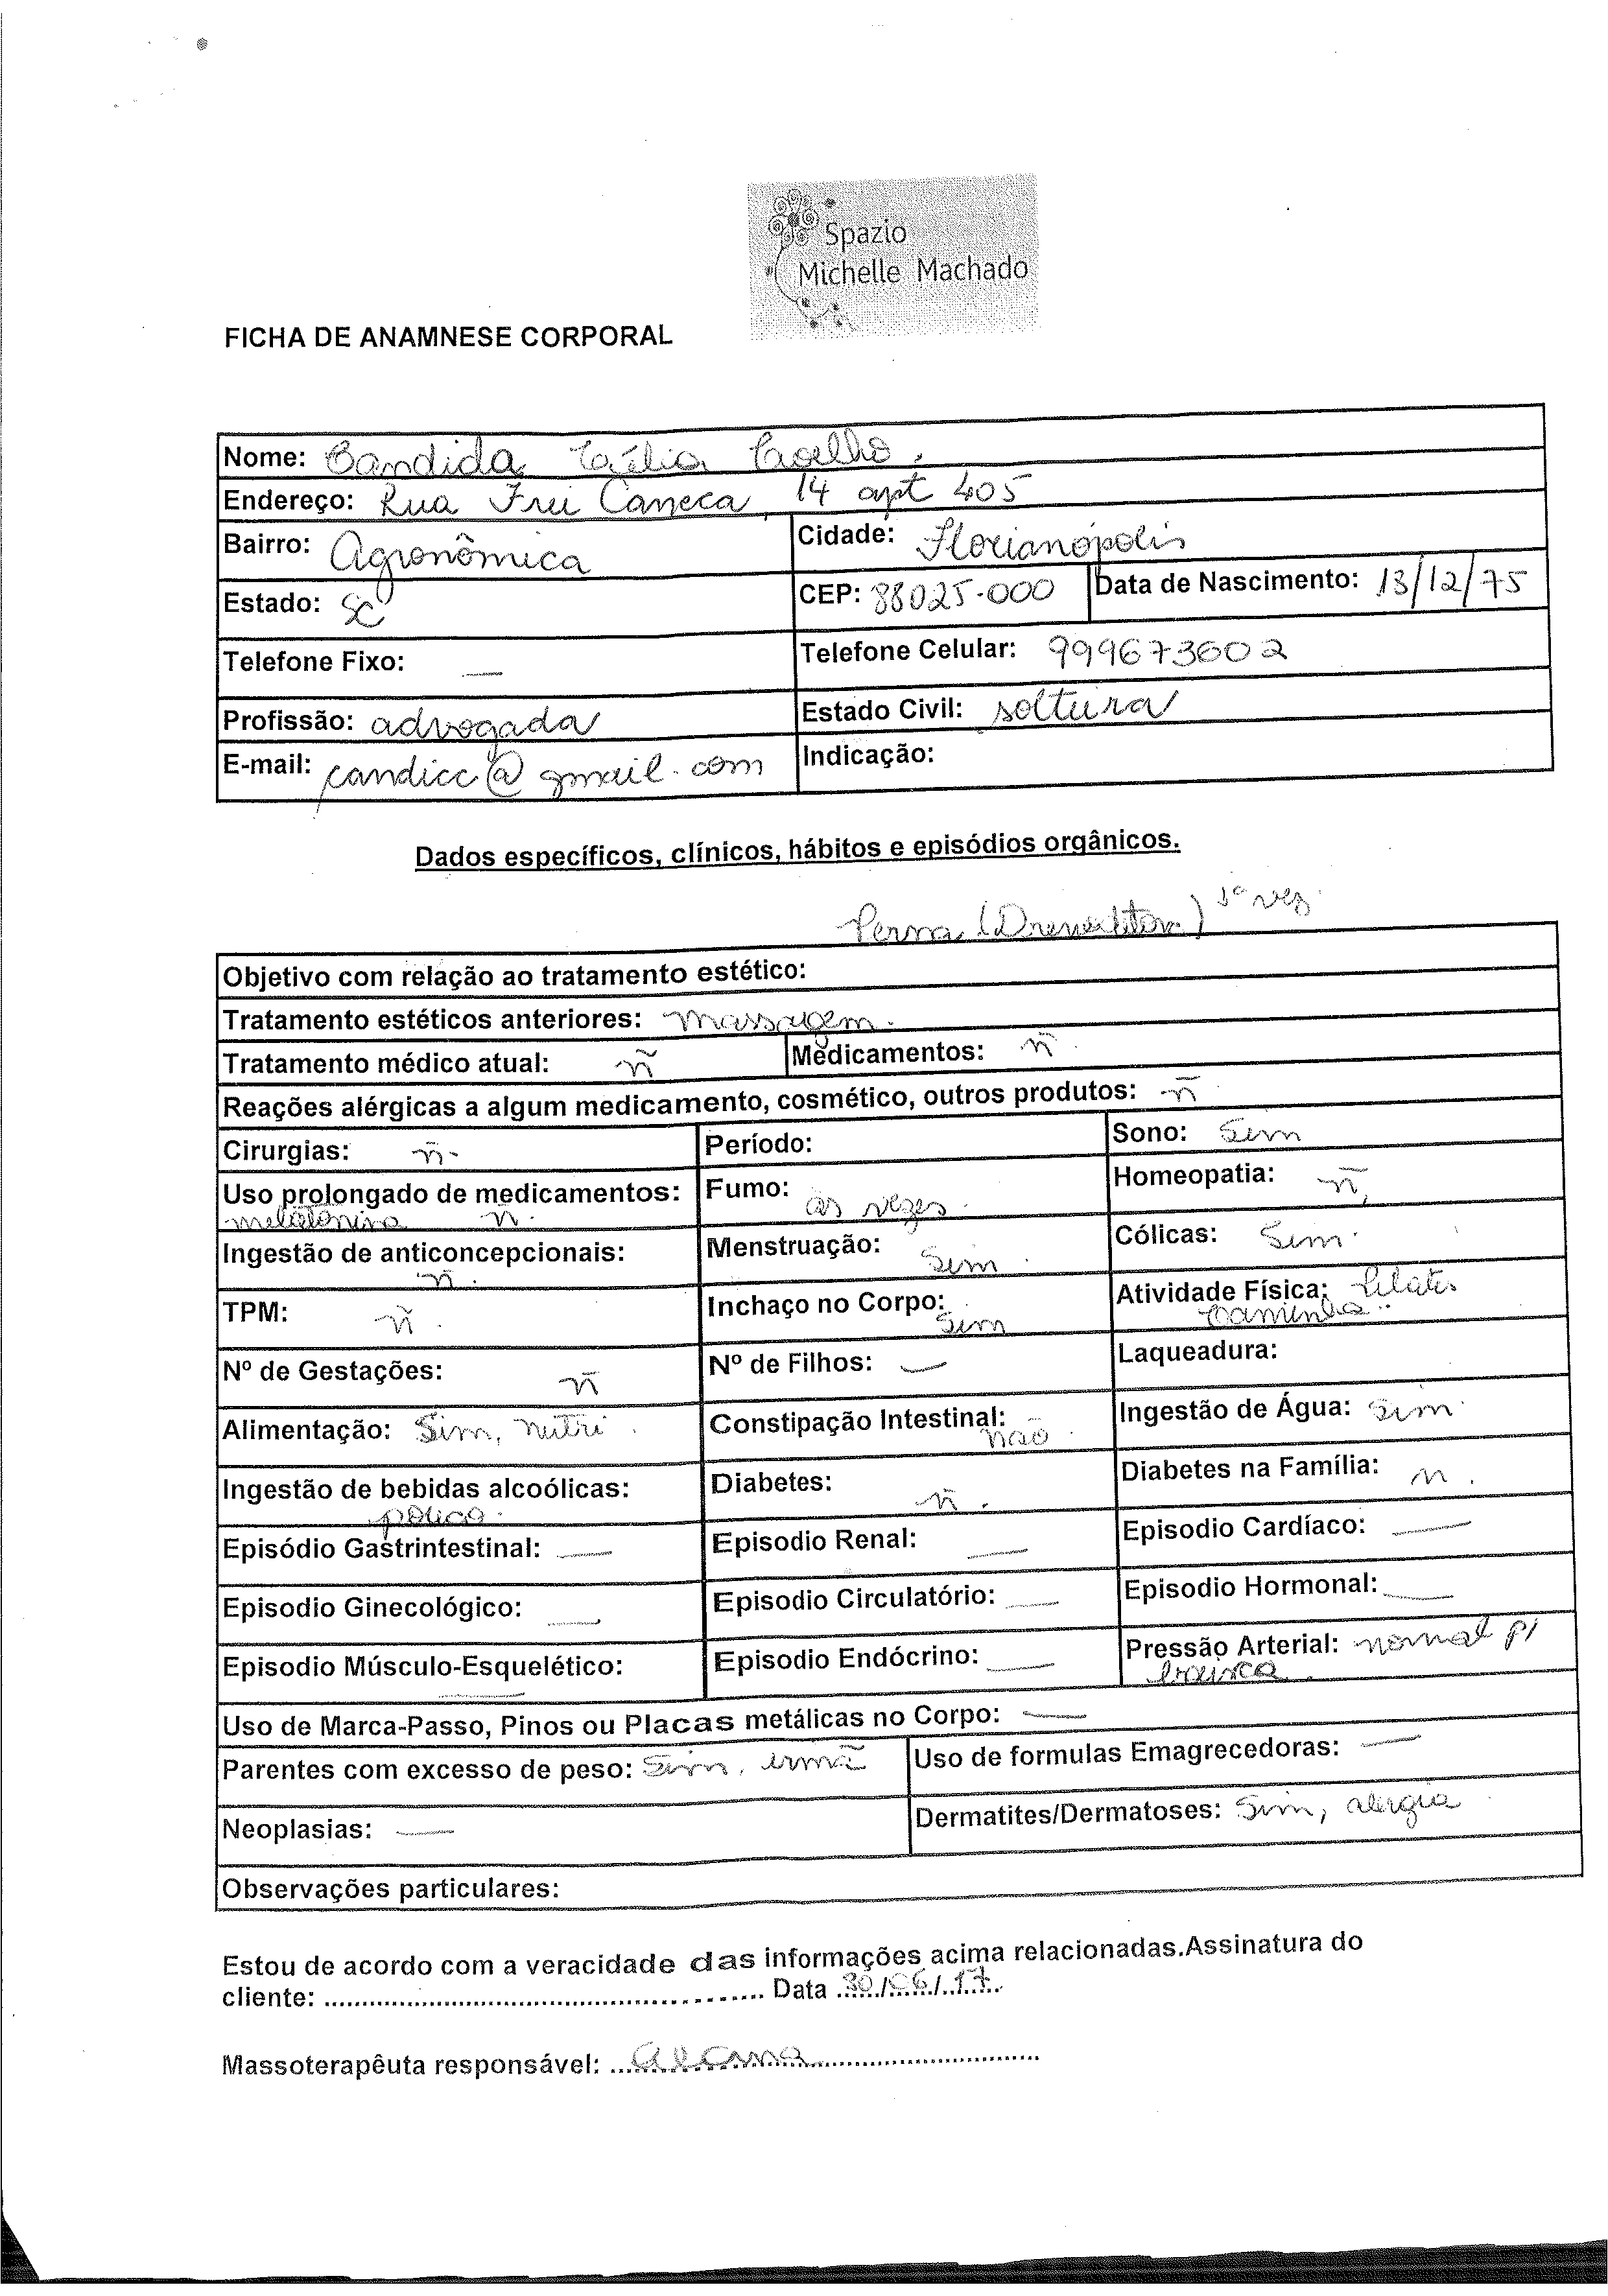 Spazio
Michelle Machado
FICHA DE ANAMNESE CORPORAL
Nome: Candida Célia Coelho.
Endereço: Rua Frei Caneca, 14 apt 405
Bairro: Agronômica Cidade: Florianópolis
Estado: SC CEP: 88025-000 Data de Nascimento: 13/12/75
Telefone Fixo: — Telefone Celular: 999673602
Profissão: advogada Estado Civil: solteira
E-mail: candicc@gmail.com Indicação:
Dados específicos, clínicos, hábitos e episódios orgânicos.
Perna 1ª vez.
Objetivo com relação ao tratamento estético:
Tratamento estéticos anteriores: massagem.
Tratamento médico atual: ñ Medicamentos: ñ.
Reações alérgicas a algum medicamento, cosmético, outros produtos: ñ
Cirurgias: ñ Período: Sono: Sim
Uso prolongado de medicamentos: Fumo: as vezes. Homeopatia: ñ
melatonina ñ.
Ingestão de anticoncepcionais: Menstruação: Sim. Cólicas: Sim.
ñ.
TPM: ñ. Inchaço no Corpo: Sim Atividade Física: Pilates
Caminha..
Nº de Gestações: ñ Nº de Filhos: — Laqueadura:
Alimentação: Sim, nutri. Constipação Intestinal: não. Ingestão de Água: sim.
Ingestão de bebidas alcoólicas: Diabetes: ñ. Diabetes na Família: n.
pouco.
Episódio Gastrintestinal: — Episodio Renal: — Episodio Cardíaco: —
Episodio Ginecológico: — Episodio Circulatório: — Episodio Hormonal: —
Episodio Músculo-Esquelético: — Episodio Endócrino: — Pressão Arterial: normal p/
baixa.
Uso de Marca-Passo, Pinos ou Placas metálicas no Corpo: —
Parentes com excesso de peso: Sim, irmã Uso de formulas Emagrecedoras: —
Neoplasias: — Dermatites/Dermatoses: Sim, alergia
Observações particulares:
Estou de acordo com a veracidade das informações acima relacionadas.Assinatura do
cliente: ........................................................ Data 30/06/17
Massoterapêuta responsável: